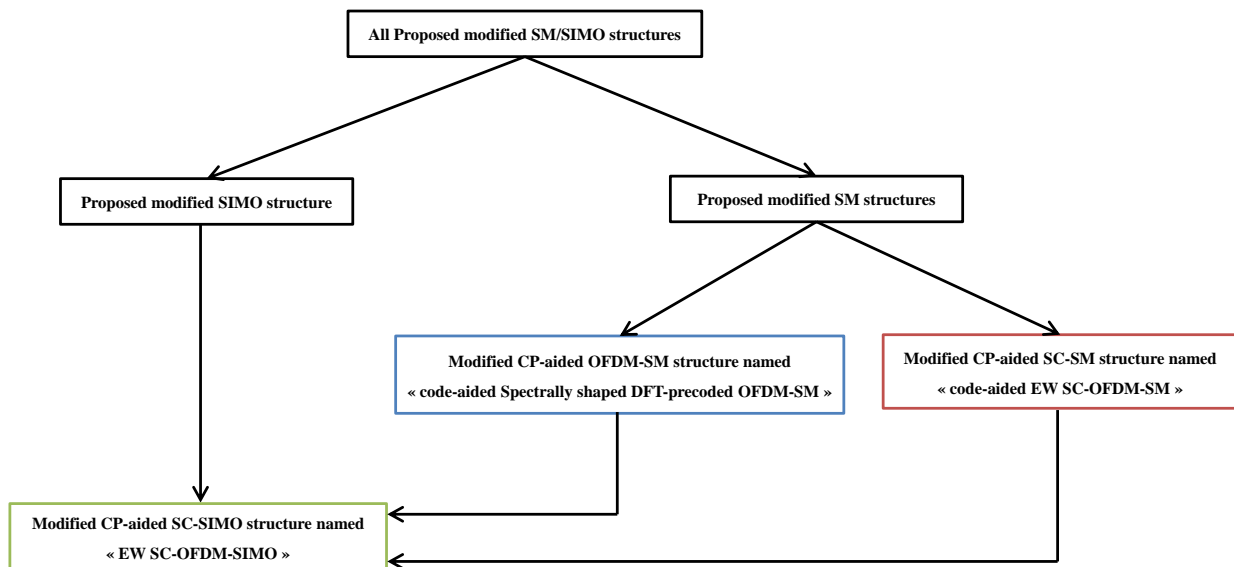 All Proposed modified SM/SIMO structures
Proposed modified SIMO structure
Proposed modified SM structures
Modified CP-aided OFDM-SM structure named
« code-aided Spectrally shaped DFT-precoded OFDM-SM »
Modified CP-aided SC-SM structure named
« code-aided EW SC-OFDM-SM »
Modified CP-aided SC-SIMO structure named
« EW SC-OFDM-SIMO »